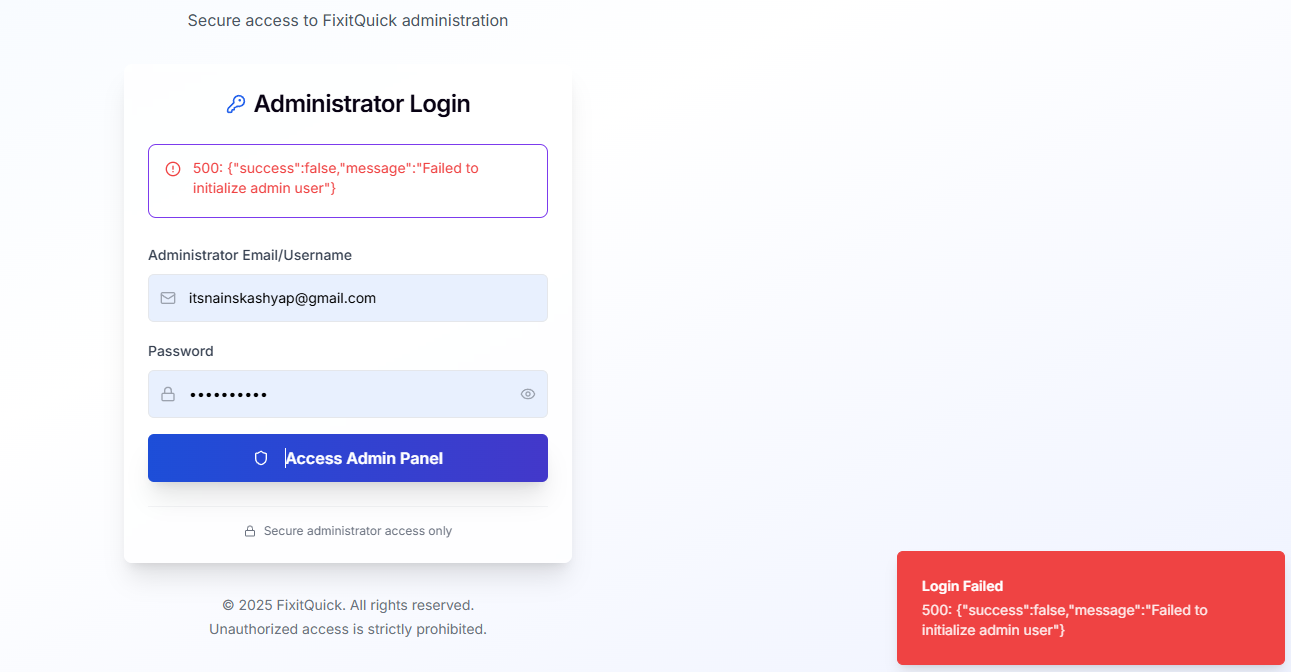 Secure access to FixitQuick administration
Administrator Login
500: {"success":false,"message":"Failed to
initialize admin user"}
Administrator Email/Username
itsnainskashyap@gmail.com
Password
••••••••••
Access Admin Panel
Secure administrator access only
© 2025 FixitQuick. All rights reserved.
Unauthorized access is strictly prohibited.
Login Failed
500: {"success":false,"message":"Failed to
initialize admin user"}